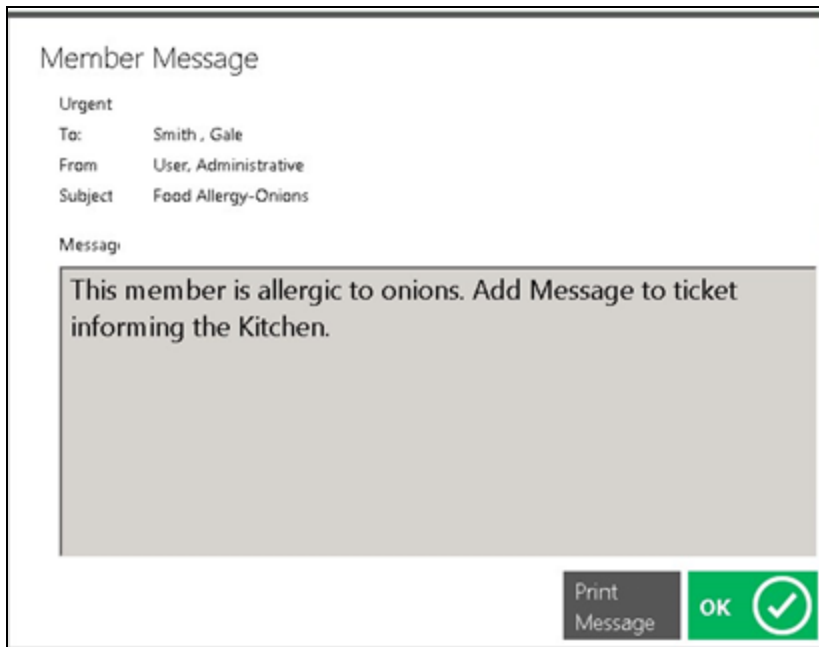 Member Message
Urgent
To: Smith , Gale
From User, Administrative
Subject Food Allergy-Onions
Messag
This member is allergic to onions. Add Message to ticket
informing the Kitchen.
Print
Message
OK